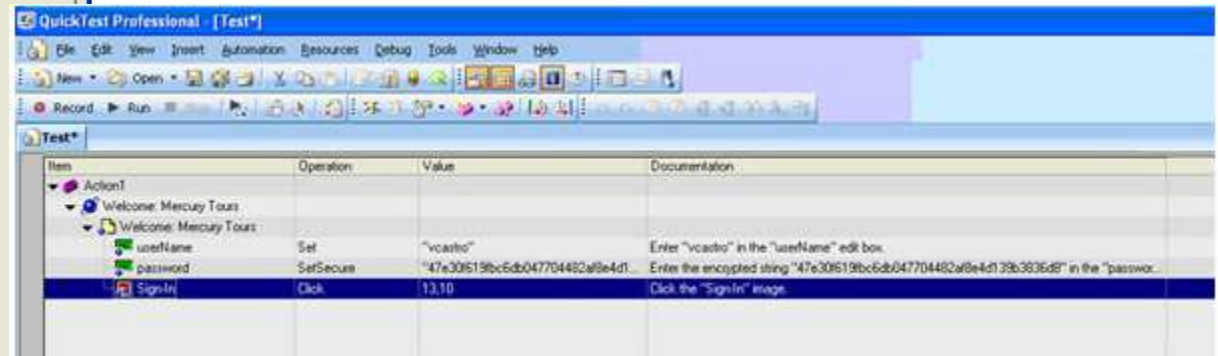 QuickTest Professional - [Test*]
File Edit View Insert Automation Resources Debug Tools Window Help
New Open
Record Run
Test*
Item Operation Value Documentation
Action1
Welcome: Mercury Tours
Welcome: Mercury Tours
userName Set "vcastro" Enter "vcastro" in the "userName" edit box.
password SetSecure "47e30f619fbc6db047704482af8e4d1... Enter the encrypted string "47e30f619fbc6db047704482af8e4d139b3836d8" in the "passwor...
Sign-In Click 13,10 Click the "Sign-In" image.